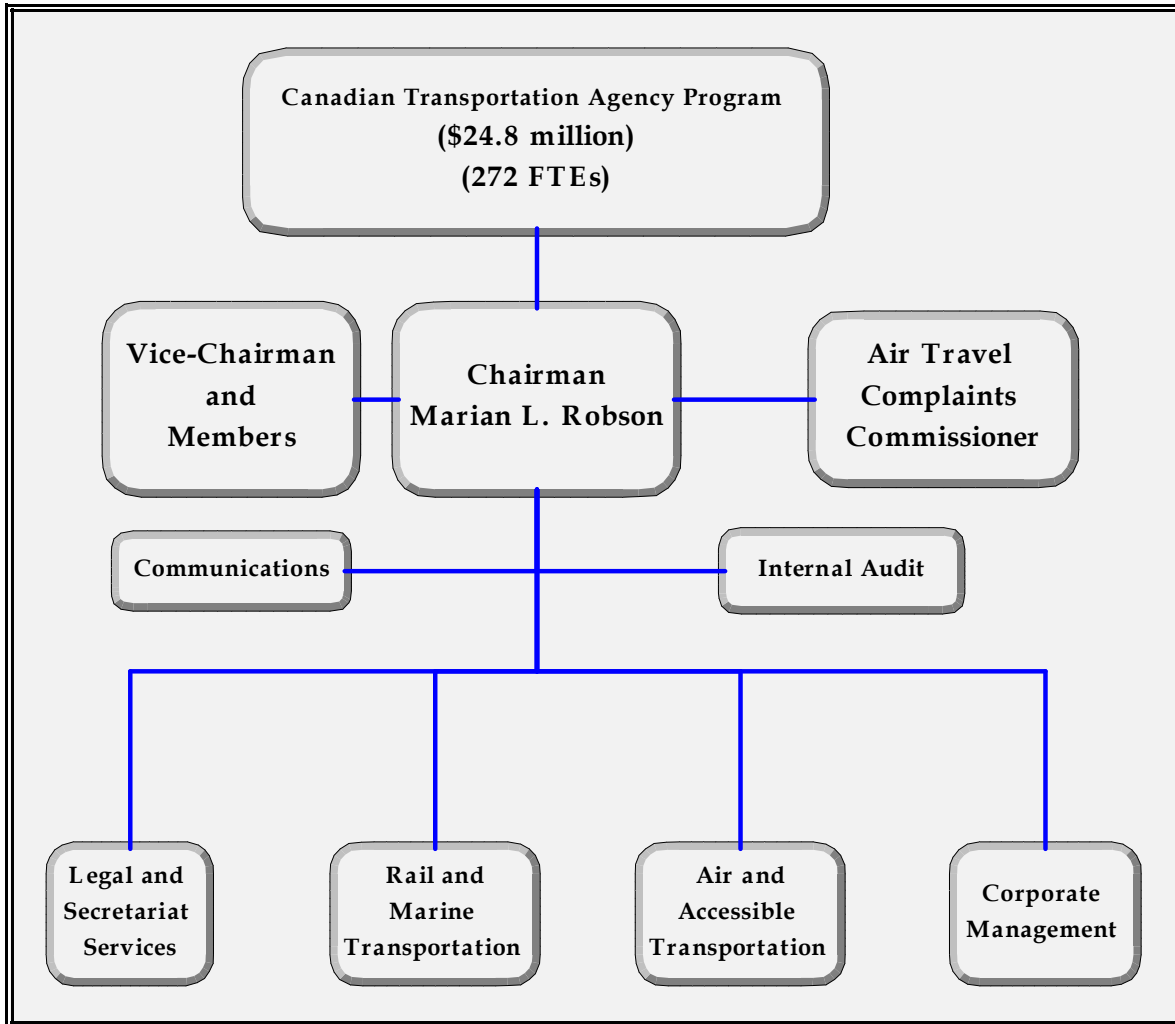 Canadian Transportation Agency Program
($24.8 million)
(272 FTEs)
Vice-Chairman
and
Members
Chairman
Marian L. Robson
Air Travel
Complaints
Commissioner
Communications
Internal Audit
Legal and
Secretariat
Services
Rail and
Marine
Transportation
Air and
Accessible
Transportation
Corporate
Management